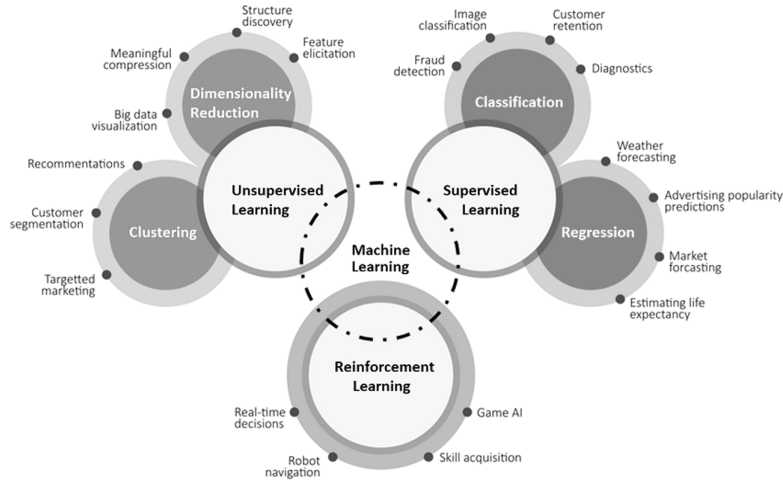 Structure
discovery
Feature
elicitation
Meaningful
compression
Big data
visualization
Dimensionality
Reduction
Recommentations
Customer
segmentation
Targetted
marketing
Clustering
Unsupervised
Learning
Image
classification
Customer
retention
Fraud
detection
Diagnostics
Classification
Supervised
Learning
Weather
forecasting
Advertising popularity
predictions
Market
forcasting
Estimating life
expectancy
Regression
Machine
Learning
Reinforcement
Learning
Real-time
decisions
Robot
navigation
Game AI
Skill acquisition